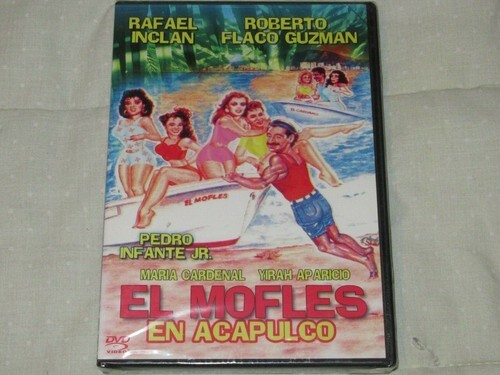 RAFAEL INCLAN
ROBERTO FLACO GUZMAN
EL MOFLES
PEDRO INFANTE JR.
MARIA CARDENAL YIRAH APARICIO
EL MOFLES
EN ACAPULCO
DVD
VIDEO